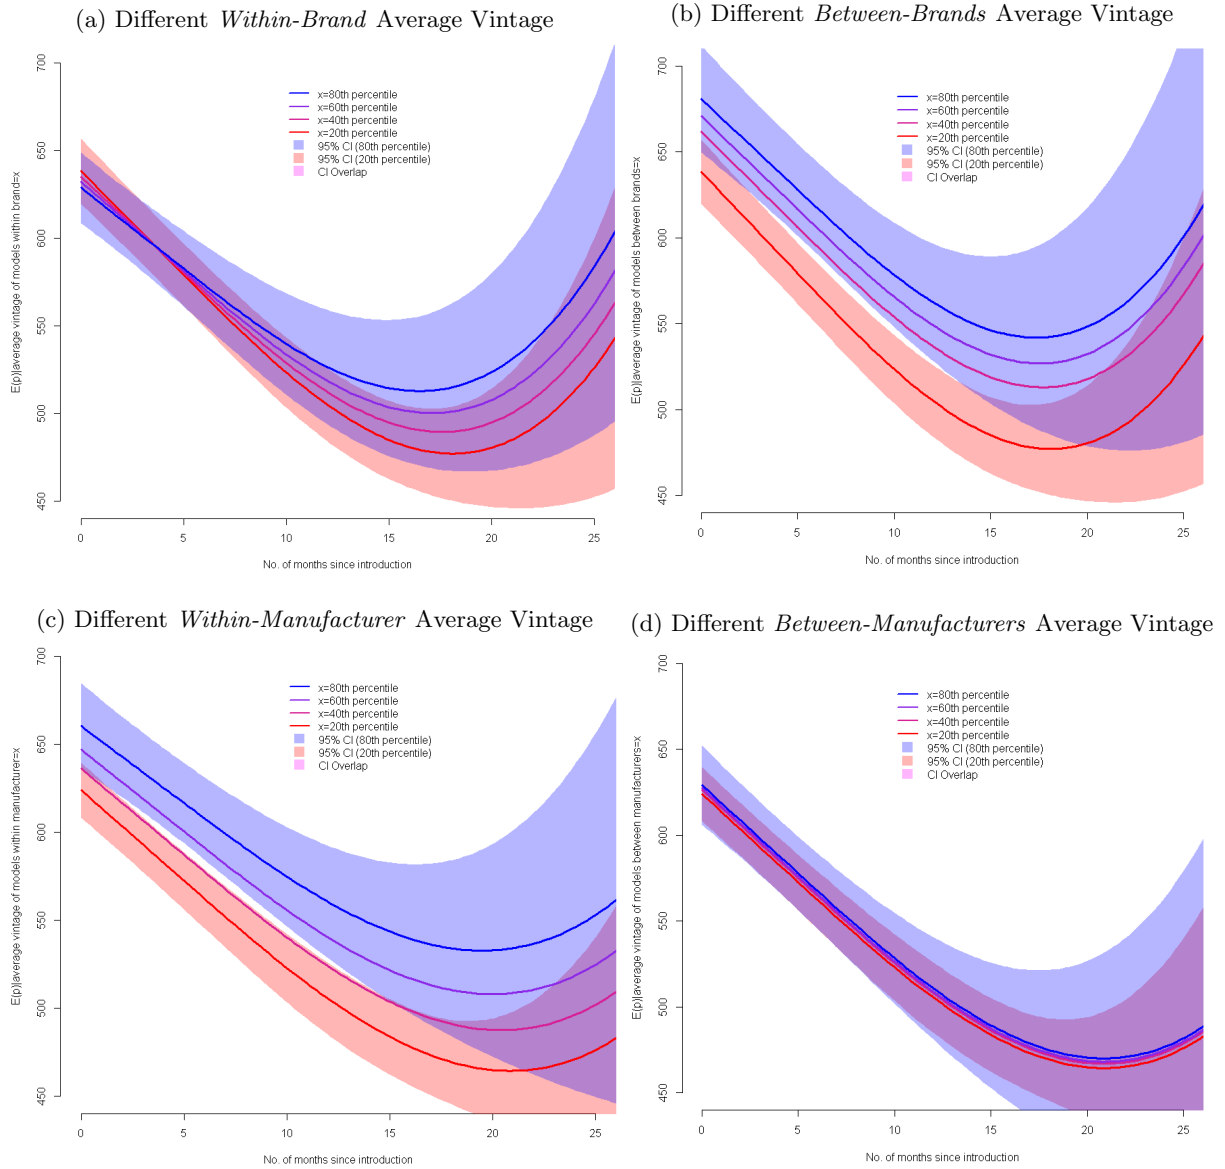 (a) Different Within-Brand Average Vintage
E(p)|average vintage of models within brand=x
700
650
600
550
500
450
x=80th percentile
x=60th percentile
x=40th percentile
x=20th percentile
95% CI (80th percentile)
95% CI (20th percentile)
CI Overlap
0 5 10 15 20 25
No. of months since introduction
(b) Different Between-Brands Average Vintage
E(p)|average vintage of models between brands=x
700
650
600
550
500
450
x=80th percentile
x=60th percentile
x=40th percentile
x=20th percentile
95% CI (80th percentile)
95% CI (20th percentile)
CI Overlap
0 5 10 15 20 25
No. of months since introduction
(c) Different Within-Manufacturer Average Vintage
E(p)|average vintage of models within manufacturer=x
700
650
600
550
500
450
x=80th percentile
x=60th percentile
x=40th percentile
x=20th percentile
95% CI (80th percentile)
95% CI (20th percentile)
CI Overlap
0 5 10 15 20 25
No. of months since introduction
(d) Different Between-Manufacturers Average Vintage
E(p)|average vintage of models between manufacturers=x
700
650
600
550
500
450
x=80th percentile
x=60th percentile
x=40th percentile
x=20th percentile
95% CI (80th percentile)
95% CI (20th percentile)
CI Overlap
0 5 10 15 20 25
No. of months since introduction